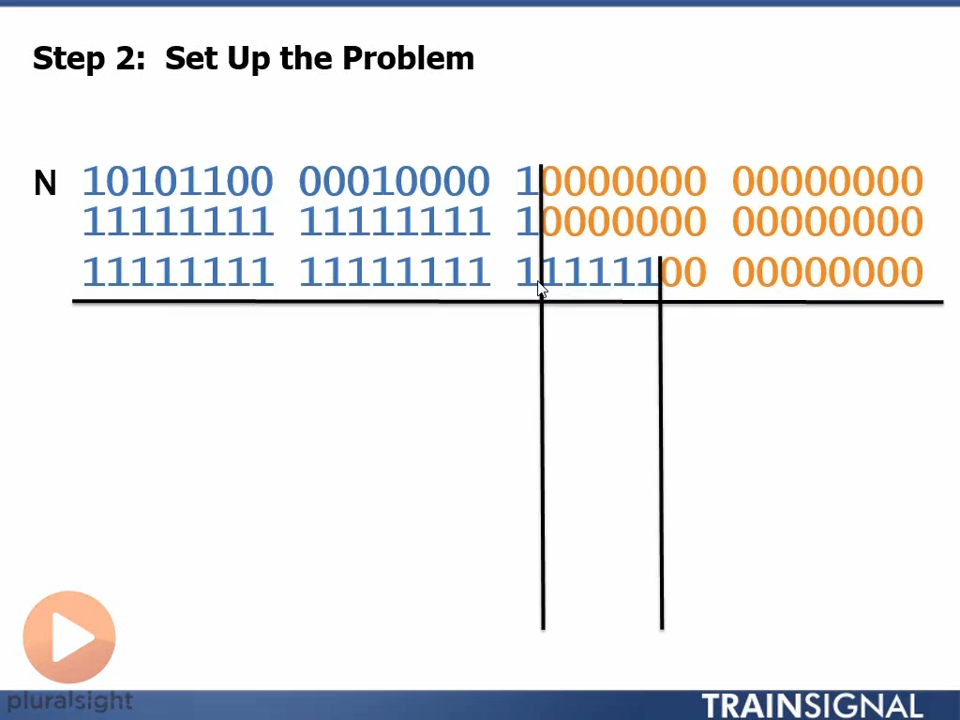 Step 2: Set Up the Problem
N 10101100 00010000 10000000 00000000
11111111 11111111 10000000 00000000
11111111 11111111 11111100 00000000
pluralsight
TRAINSIGNAL